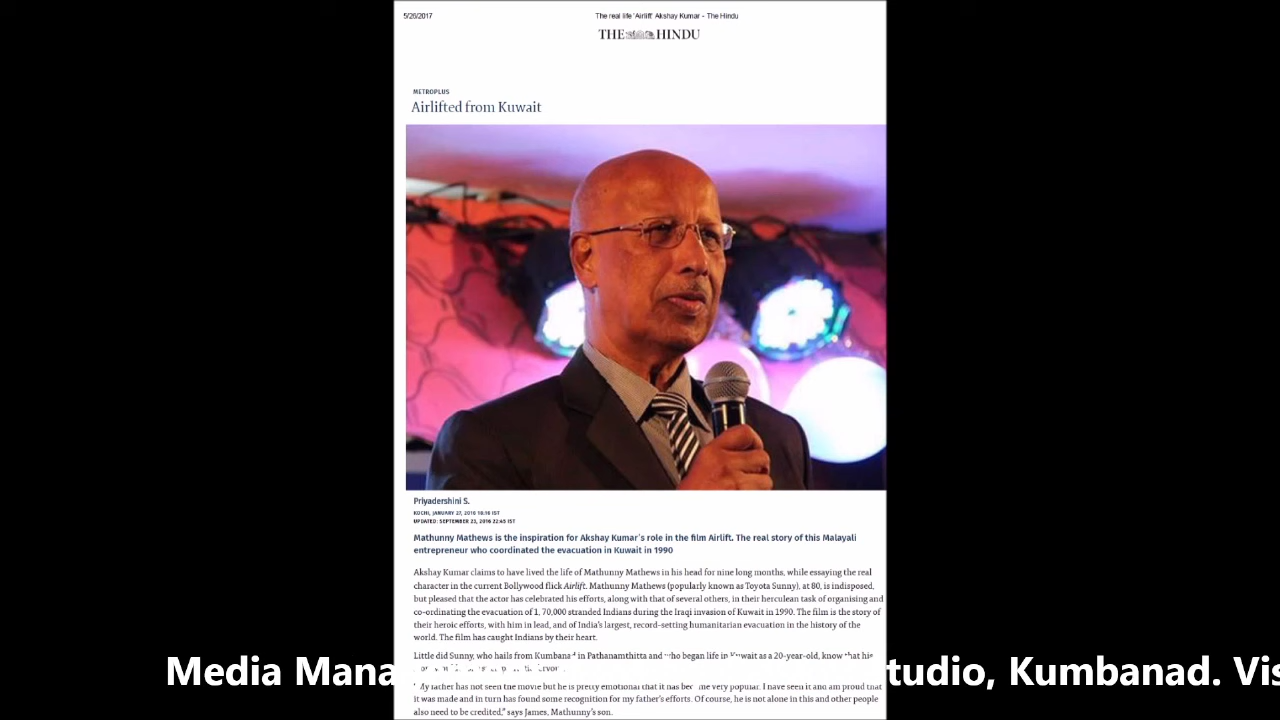 5/26/2017 The real life 'Airlift' Akshay Kumar - The Hindu
THE HINDU
METROPLUS
Airlifted from Kuwait
Priyadershini S.
KOCHI, JANUARY 27, 2016 16:16 IST
UPDATED: SEPTEMBER 23, 2016 22:45 IST
Mathunny Mathews is the inspiration for Akshay Kumar's role in the film Airlift. The real story of this Malayali
entrepreneur who coordinated the evacuation in Kuwait in 1990
Akshay Kumar claims to have lived the life of Mathunny Mathews in his head for nine long months, while essaying the real
character in the current Bollywood flick Airlift. Mathunny Mathews (popularly known as Toyota Sunny), at 80, is indisposed,
but pleased that the actor has celebrated his efforts, along with that of several others, in their herculean task of organising and
co-ordinating the evacuation of 1, 70,000 stranded Indians during the Iraqi invasion of Kuwait in 1990. The film is the story of
their heroic efforts, with him in lead, and of India's largest, record-setting humanitarian evacuation in the history of the
world. The film has caught Indians by their heart.
Little did Sunny, who hails from Kumbanad in Pathanamthitta and who began life in Kuwait as a 20-year-old, know that his
Media Mana tudio, Kumbanad. Vis
"My father has not seen the movie but he is pretty emotional that it has become very popular. I have seen it and am proud that
it was made and in turn has found some recognition for my father's efforts. Of course, he is not alone in this and other people
also need to be credited," says James, Mathunny's son.